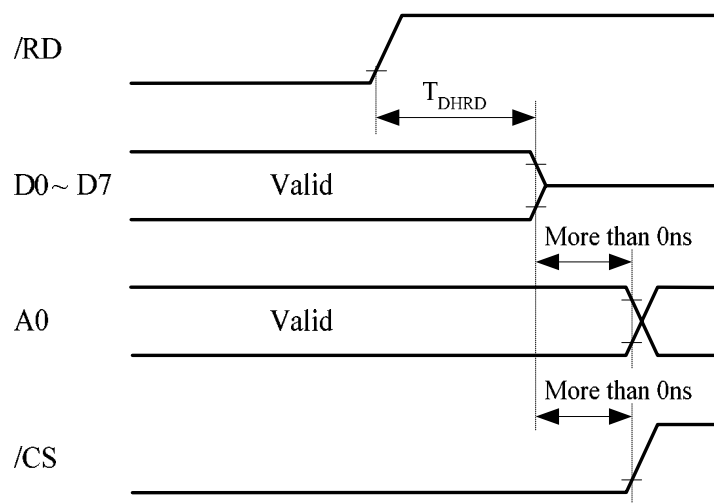 /RD
TDHRD
D0~ D7
Valid
More than 0ns
A0
Valid
More than 0ns
/CS